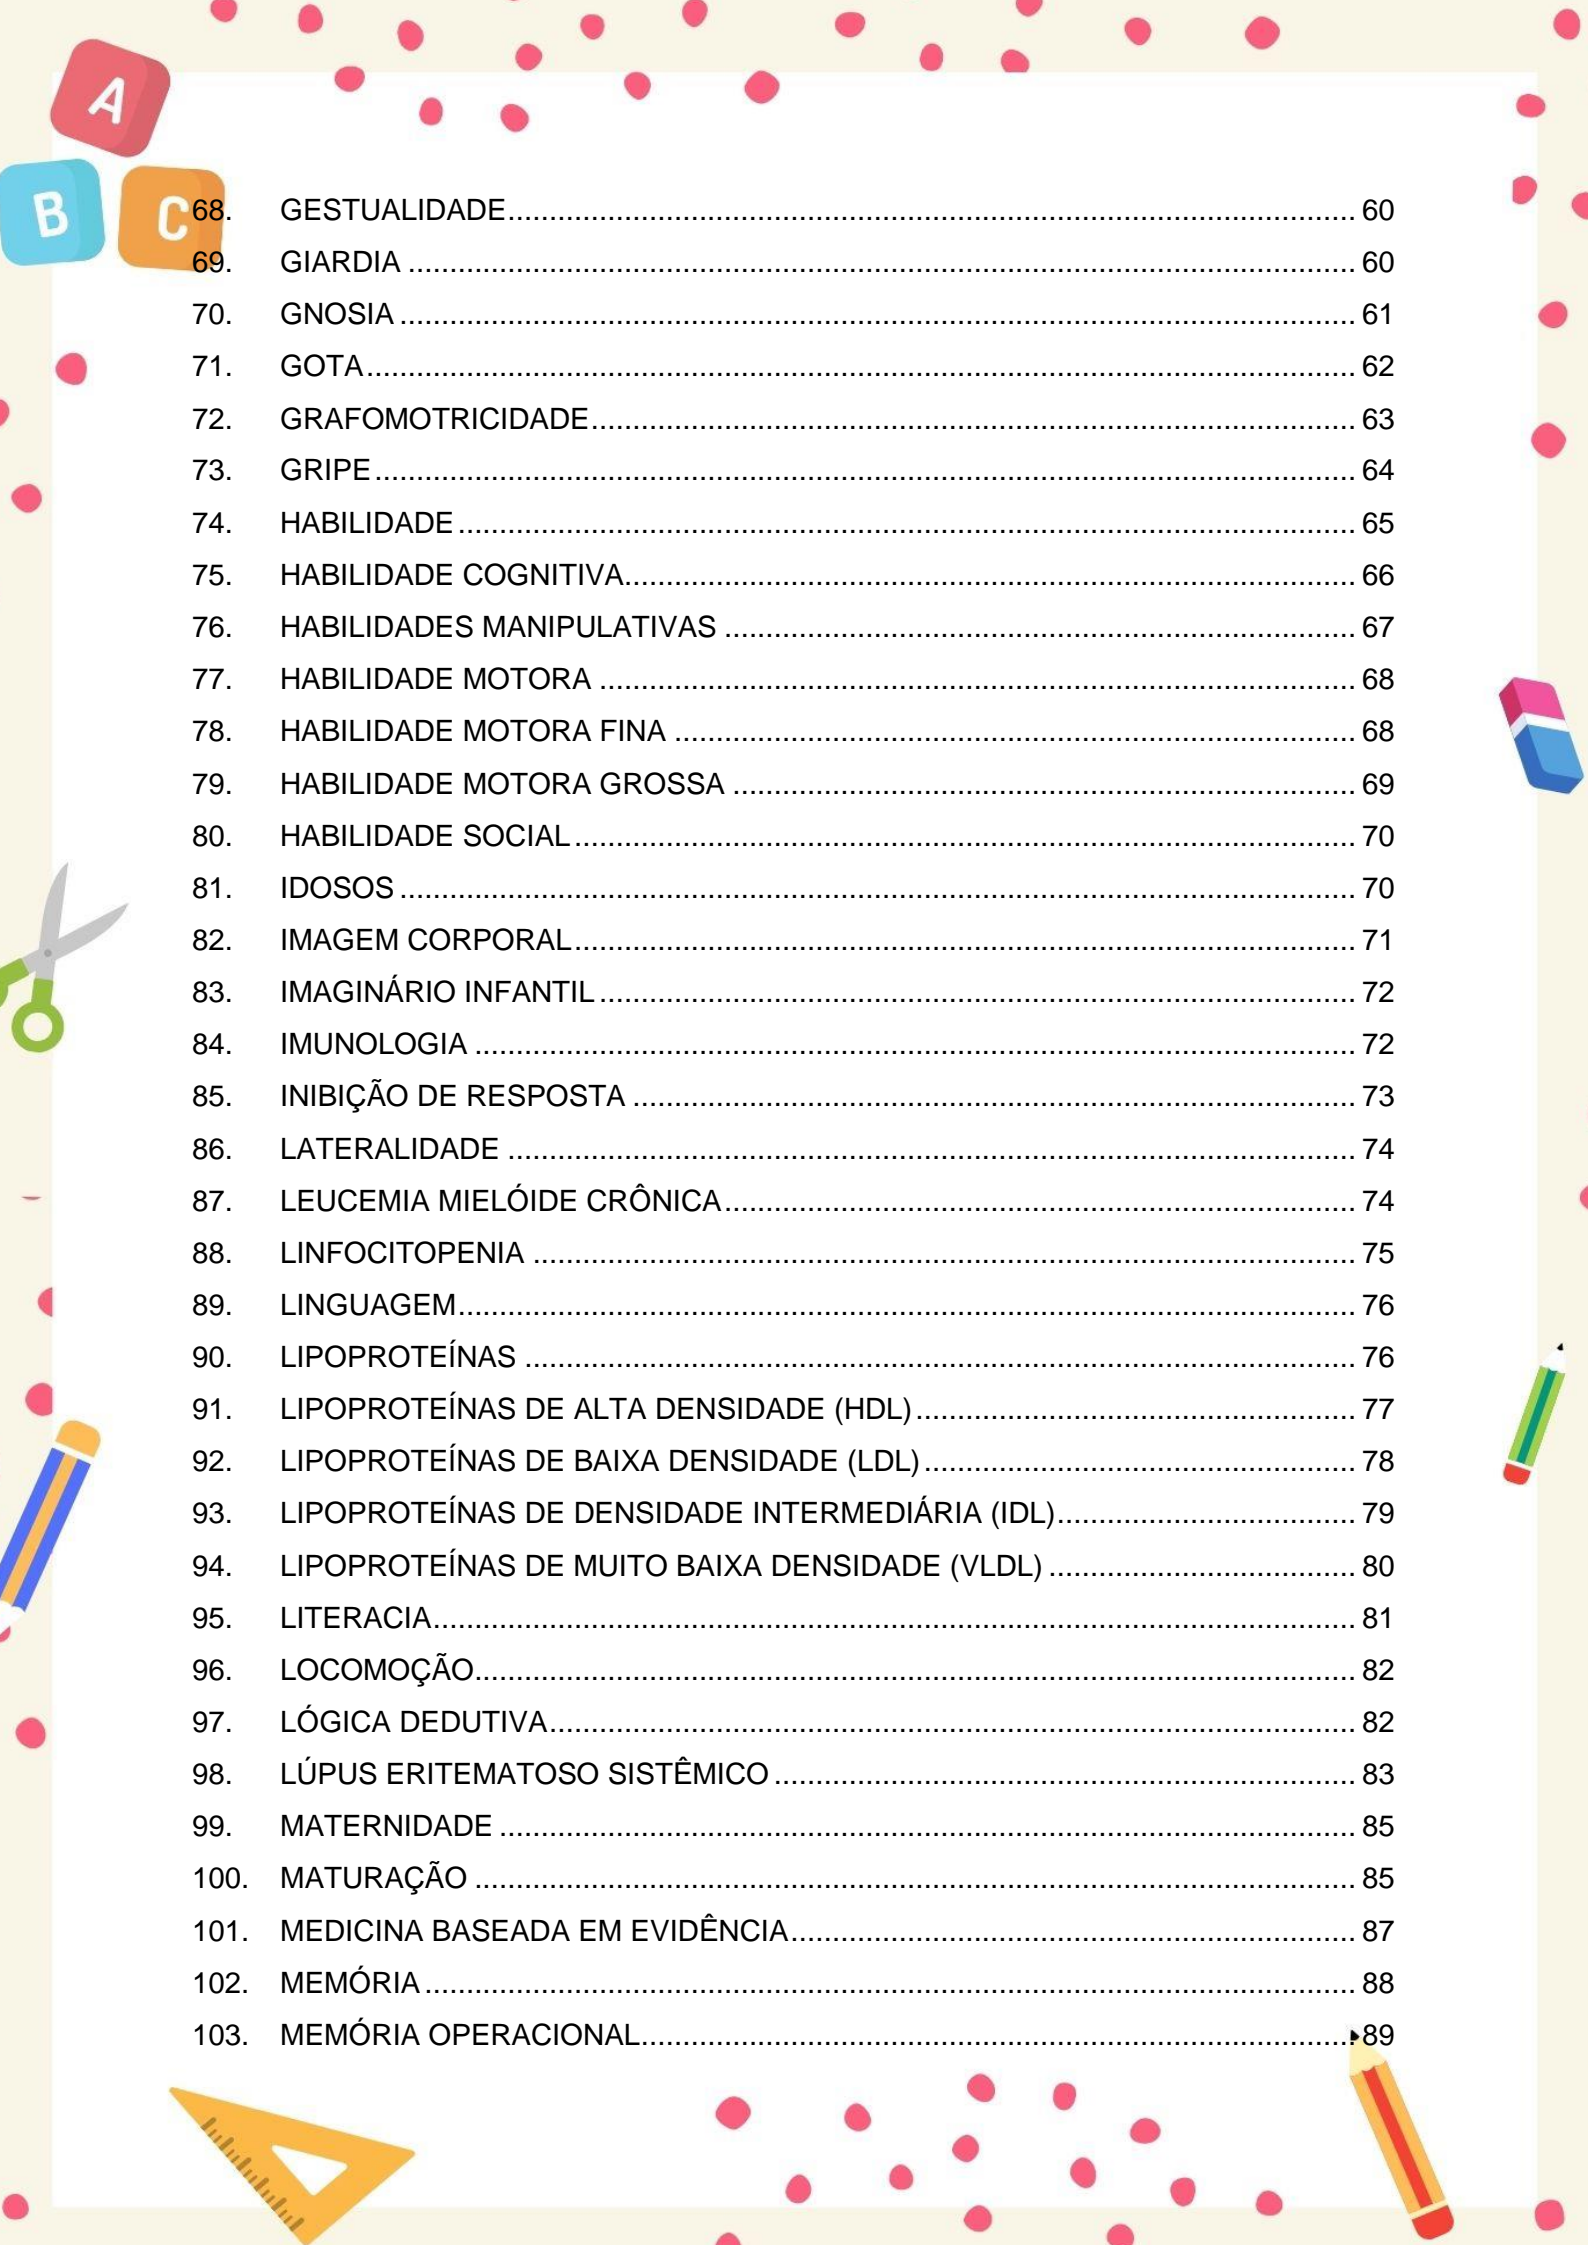 A
B
C
68. GESTUALIDADE........ 60
69. GIARDIA ........ 60
70. GNOSIA ........ 61
71. GOTA........ 62
72. GRAFOMOTRICIDADE........ 63
73. GRIPE ........ 64
74. HABILIDADE ........ 65
75. HABILIDADE COGNITIVA........ 66
76. HABILIDADES MANIPULATIVAS ........ 67
77. HABILIDADE MOTORA ........ 68
78. HABILIDADE MOTORA FINA ........ 68
79. HABILIDADE MOTORA GROSSA ........ 69
80. HABILIDADE SOCIAL ........ 70
81. IDOSOS ........ 70
82. IMAGEM CORPORAL........ 71
83. IMAGINÁRIO INFANTIL ........ 72
84. IMUNOLOGIA ........ 72
85. INIBIÇÃO DE RESPOSTA ........ 73
86. LATERALIDADE ........ 74
87. LEUCEMIA MIELÓIDE CRÔNICA ........ 74
88. LINFOCITOPENIA ........ 75
89. LINGUAGEM........ 76
90. LIPOPROTEÍNAS ........ 76
91. LIPOPROTEÍNAS DE ALTA DENSIDADE (HDL) ........ 77
92. LIPOPROTEÍNAS DE BAIXA DENSIDADE (LDL) ........ 78
93. LIPOPROTEÍNAS DE DENSIDADE INTERMEDIÁRIA (IDL)........ 79
94. LIPOPROTEÍNAS DE MUITO BAIXA DENSIDADE (VLDL) ........ 80
95. LITERACIA........ 81
96. LOCOMOÇÃO........ 82
97. LÓGICA DEDUTIVA........ 82
98. LÚPUS ERITEMATOSO SISTÊMICO ........ 83
99. MATERNIDADE ........ 85
100. MATURAÇÃO ........ 85
101. MEDICINA BASEADA EM EVIDÊNCIA........ 87
102. MEMÓRIA ........ 88
103. MEMÓRIA OPERACIONAL........ 89